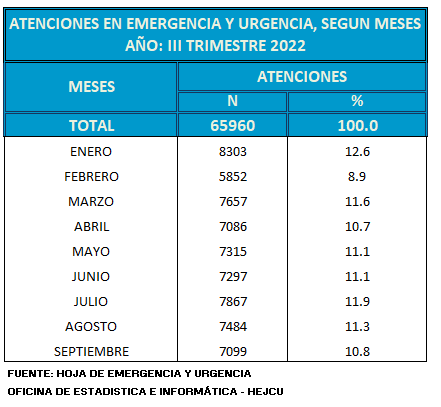 ATENCIONES EN EMERGENCIA Y URGENCIA, SEGUN MESES
AÑO: III TRIMESTRE 2022
MESES ATENCIONES
N %
TOTAL 65960 100.0
ENERO 8303 12.6
FEBRERO 5852 8.9
MARZO 7657 11.6
ABRIL 7086 10.7
MAYO 7315 11.1
JUNIO 7297 11.1
JULIO 7867 11.9
AGOSTO 7484 11.3
SEPTIEMBRE 7099 10.8
FUENTE: HOJA DE EMERGENCIA Y URGENCIA
OFICINA DE ESTADISTICA E INFORMÁTICA - HEJCU